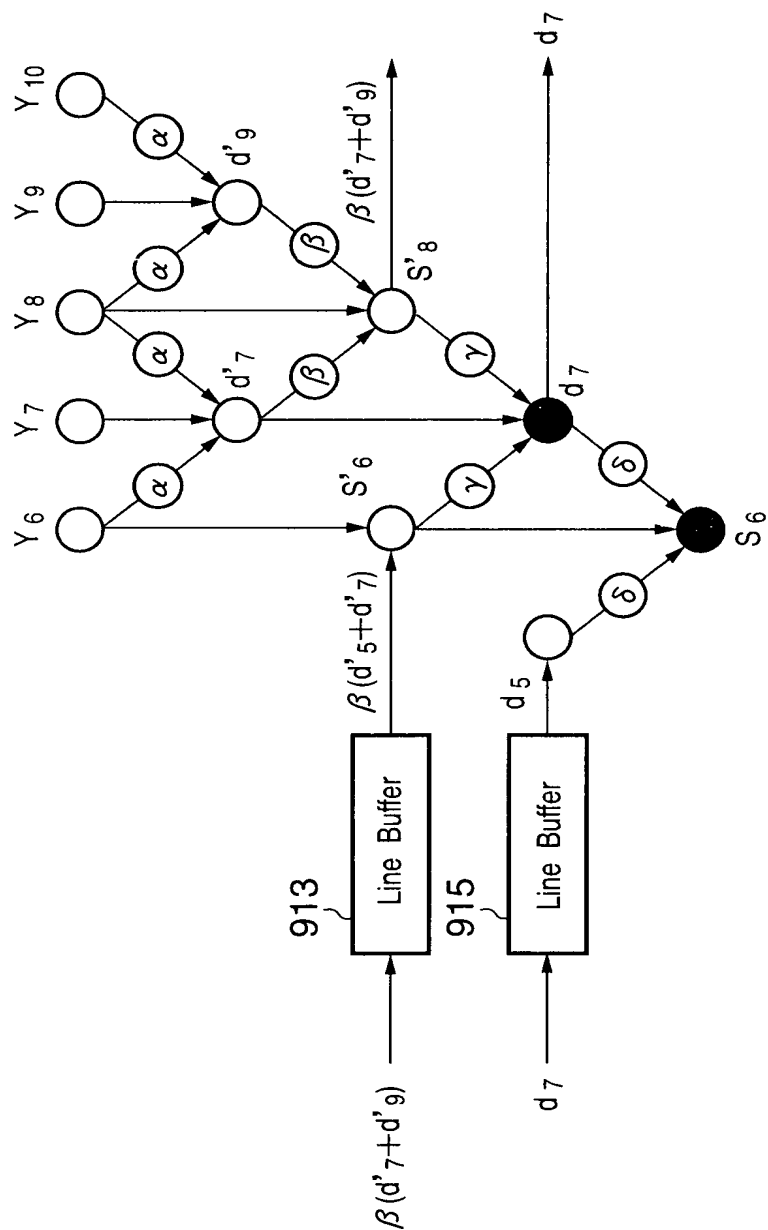 Y6 Y7 Y8 Y9 Y10
α α α α
d'7 d'9
β β
β(d'7+d'9)
913
Line Buffer
β(d'5+d'7)
S'6
S'8
β(d'7+d'9)
γ γ
915
d7
Line Buffer
d5
d7
d7
δ δ
S6